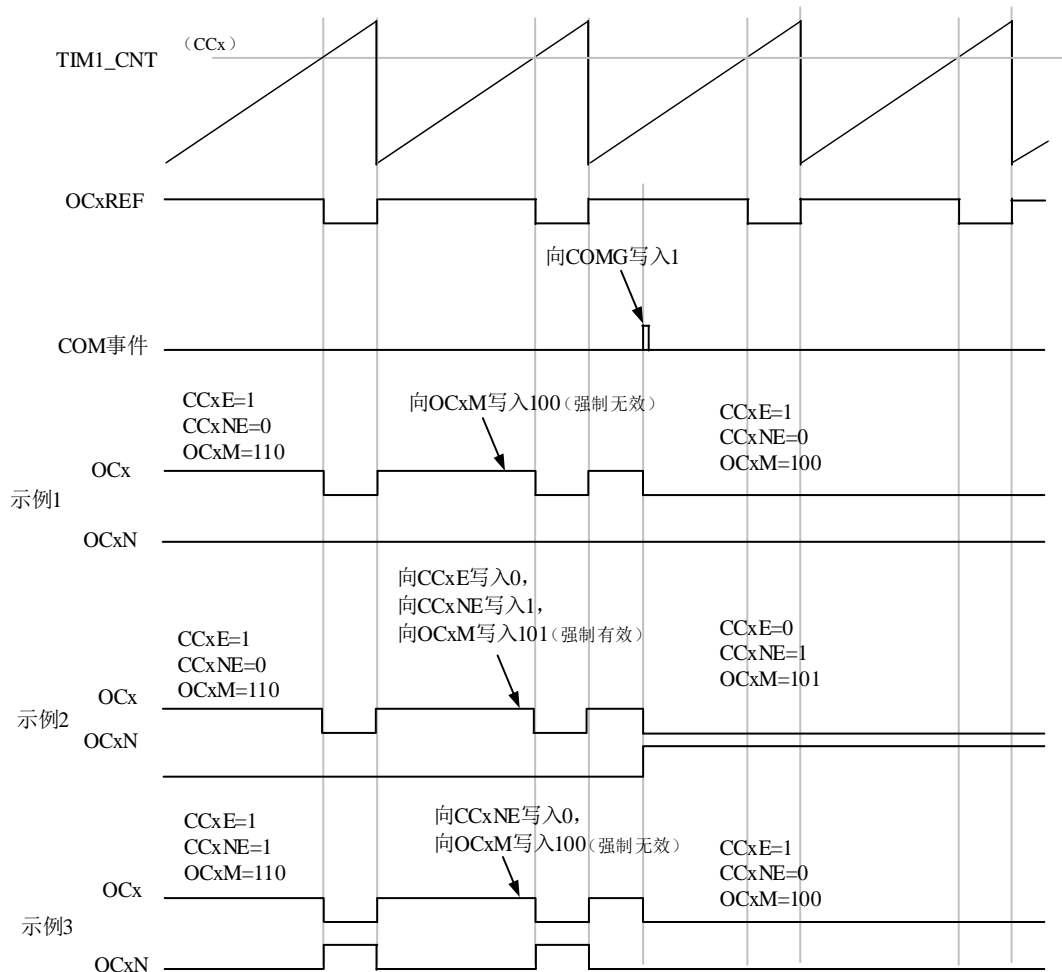 （CCx）
TIM1_CNT
OCxREF
向COMG写入1
COM事件
CCxE=1
CCxNE=0
OCxM=110
向OCxM写入100（强制无效）
CCxE=1
CCxNE=0
OCxM=100
OCx
示例1
OCxN
向CCxE写入0，
向CCxNE写入1，
向OCxM写入101（强制有效）
CCxE=1
CCxNE=0
OCxM=110
CCxE=0
CCxNE=1
OCxM=101
OCx
示例2
OCxN
向CCxNE写入0，
向OCxM写入100（强制无效）
CCxE=1
CCxNE=1
OCxM=110
CCxE=1
CCxNE=0
OCxM=100
OCx
示例3
OCxN